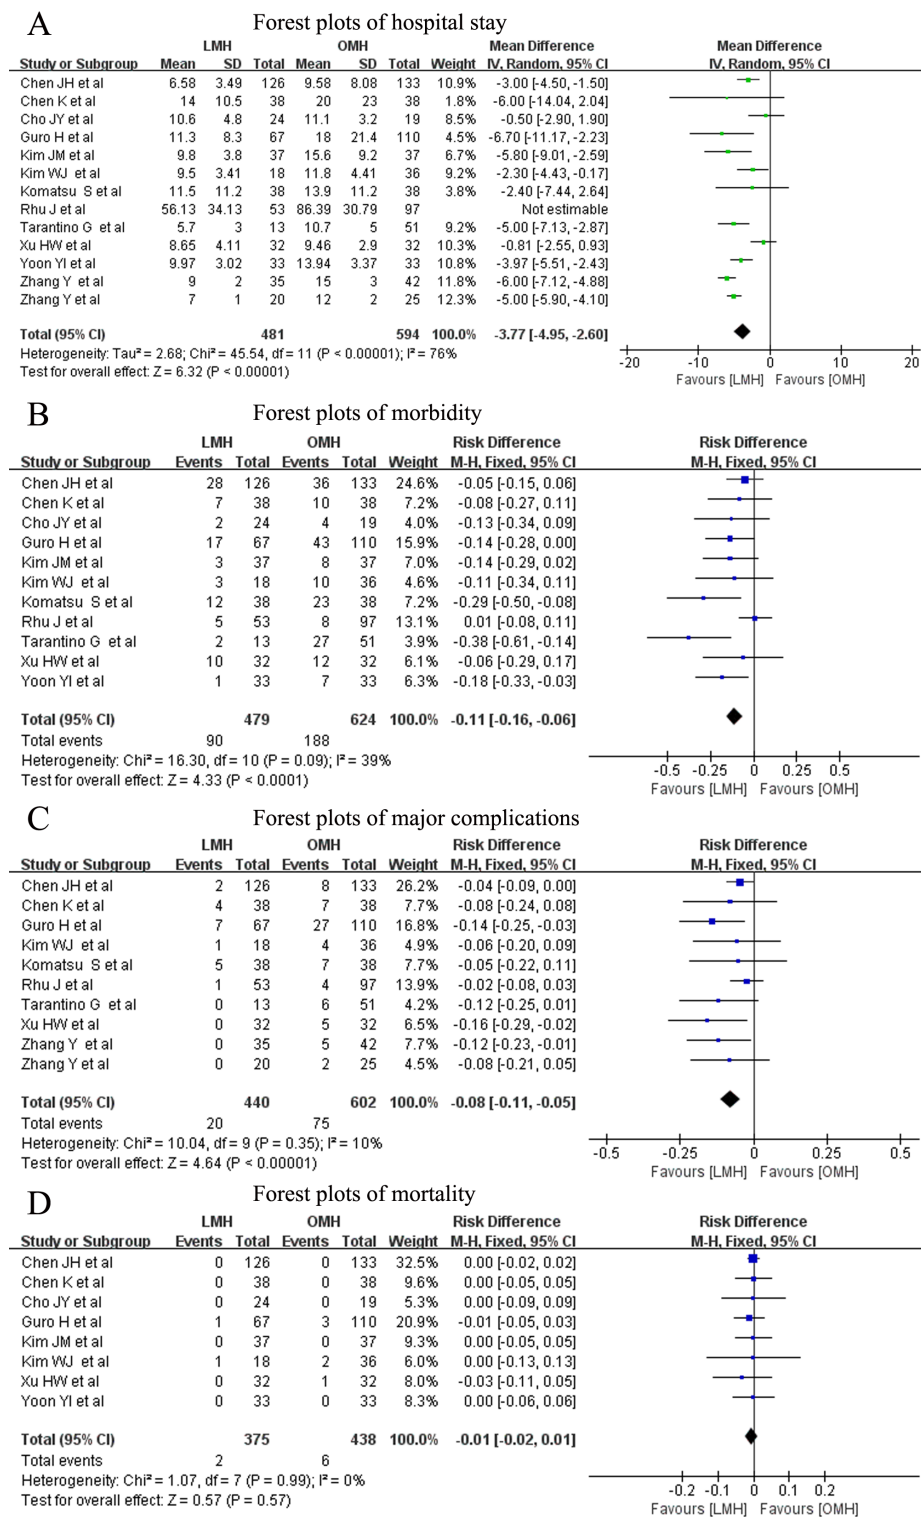 A Forest plots of hospital stay
LMH OMH Mean Difference Mean Difference
Study or Subgroup Mean SD Total Mean SD Total Weight IV, Random, 95% CI IV, Random, 95% CI
Chen JH et al 6.58 3.49 126 9.58 8.08 133 10.9% -3.00 [-4.50, -1.50]
Chen K et al 14 10.5 38 20 23 38 1.8% -6.00 [-14.04, 2.04]
Cho JY et al 10.6 4.8 24 11.1 3.2 19 8.5% -0.50 [-2.90, 1.90]
Guro H et al 11.3 8.3 67 18 21.4 110 4.5% -6.70 [-11.17, -2.23]
Kim JM et al 9.8 3.8 37 15.6 9.2 37 6.7% -5.80 [-9.01, -2.59]
Kim WJ et al 9.5 3.41 18 11.8 4.41 36 9.2% -2.30 [-4.43, -0.17]
Komatsu S et al 11.5 11.2 38 13.9 11.2 38 3.8% -2.40 [-7.44, 2.64]
Rhu J et al 56.13 34.13 53 86.39 30.79 97 Not estimable
Tarantino G et al 5.7 3 13 10.7 5 51 9.2% -5.00 [-7.13, -2.87]
Xu HW et al 8.65 4.11 32 9.46 2.9 32 10.3% -0.81 [-2.55, 0.93]
Yoon YI et al 9.97 3.02 33 13.94 3.37 33 10.8% -3.97 [-5.51, -2.43]
Zhang Y et al 9 2 35 15 3 42 11.8% -6.00 [-7.12, -4.88]
Zhang Y et al 7 1 20 12 2 25 12.3% -5.00 [-5.90, -4.10]
Total (95% CI) 481 594 100.0% -3.77 [-4.95, -2.60]
Heterogeneity: Tau² = 2.68; Chi² = 45.54, df = 11 (P < 0.00001); I² = 76%
Test for overall effect: Z = 6.32 (P < 0.00001)
-20 -10 0 10 20
Favours [LMH] Favours [OMH]
B Forest plots of morbidity
LMH OMH Risk Difference Risk Difference
Study or Subgroup Events Total Events Total Weight M-H, Fixed, 95% CI M-H, Fixed, 95% CI
Chen JH et al 28 126 36 133 24.6% -0.05 [-0.15, 0.06]
Chen K et al 7 38 10 38 7.2% -0.08 [-0.27, 0.11]
Cho JY et al 2 24 4 19 4.0% -0.13 [-0.34, 0.09]
Guro H et al 17 67 43 110 15.9% -0.14 [-0.28, 0.00]
Kim JM et al 3 37 8 37 7.0% -0.14 [-0.29, 0.02]
Kim WJ et al 3 18 10 36 4.6% -0.11 [-0.34, 0.11]
Komatsu S et al 12 38 23 38 7.2% -0.29 [-0.50, -0.08]
Rhu J et al 5 53 8 97 13.1% 0.01 [-0.08, 0.11]
Tarantino G et al 2 13 27 51 3.9% -0.38 [-0.61, -0.14]
Xu HW et al 10 32 12 32 6.1% -0.06 [-0.29, 0.17]
Yoon YI et al 1 33 7 33 6.3% -0.18 [-0.33, -0.03]
Total (95% CI) 479 624 100.0% -0.11 [-0.16, -0.06]
Total events 90 188
Heterogeneity: Chi² = 16.30, df = 10 (P = 0.09); I² = 39%
Test for overall effect: Z = 4.33 (P < 0.0001)
-0.5 -0.25 0 0.25 0.5
Favours [LMH] Favours [OMH]
C Forest plots of major complications
LMH OMH Risk Difference Risk Difference
Study or Subgroup Events Total Events Total Weight M-H, Fixed, 95% CI M-H, Fixed, 95% CI
Chen JH et al 2 126 8 133 26.2% -0.04 [-0.09, 0.00]
Chen K et al 4 38 7 38 7.7% -0.08 [-0.24, 0.08]
Guro H et al 7 67 27 110 16.8% -0.14 [-0.25, -0.03]
Kim WJ et al 1 18 4 36 4.9% -0.06 [-0.20, 0.09]
Komatsu S et al 5 38 7 38 7.7% -0.05 [-0.22, 0.11]
Rhu J et al 1 53 4 97 13.9% -0.02 [-0.08, 0.03]
Tarantino G et al 0 13 6 51 4.2% -0.12 [-0.25, 0.01]
Xu HW et al 0 32 5 32 6.5% -0.16 [-0.29, -0.02]
Zhang Y et al 0 35 5 42 7.7% -0.12 [-0.23, -0.01]
Zhang Y et al 0 20 2 25 4.5% -0.08 [-0.21, 0.05]
Total (95% CI) 440 602 100.0% -0.08 [-0.11, -0.05]
Total events 20 75
Heterogeneity: Chi² = 10.04, df = 9 (P = 0.35); I² = 10%
Test for overall effect: Z = 4.64 (P < 0.00001)
-0.5 -0.25 0 0.25 0.5
Favours [LMH] Favours [OMH]
D Forest plots of mortality
LMH OMH Risk Difference Risk Difference
Study or Subgroup Events Total Events Total Weight M-H, Fixed, 95% CI M-H, Fixed, 95% CI
Chen JH et al 0 126 0 133 32.5% 0.00 [-0.02, 0.02]
Chen K et al 0 38 0 38 9.6% 0.00 [-0.05, 0.05]
Cho JY et al 0 24 0 19 5.3% 0.00 [-0.09, 0.09]
Guro H et al 1 67 3 110 20.9% -0.01 [-0.05, 0.03]
Kim JM et al 0 37 0 37 9.3% 0.00 [-0.05, 0.05]
Kim WJ et al 1 18 2 36 6.0% 0.00 [-0.13, 0.13]
Xu HW et al 0 32 1 32 8.0% -0.03 [-0.11, 0.05]
Yoon YI et al 0 33 0 33 8.3% 0.00 [-0.06, 0.06]
Total (95% CI) 375 438 100.0% -0.01 [-0.02, 0.01]
Total events 2 6
Heterogeneity: Chi² = 1.07, df = 7 (P = 0.99); I² = 0%
Test for overall effect: Z = 0.57 (P = 0.57)
-0.2 -0.1 0 0.1 0.2
Favours [LMH] Favours [OMH]